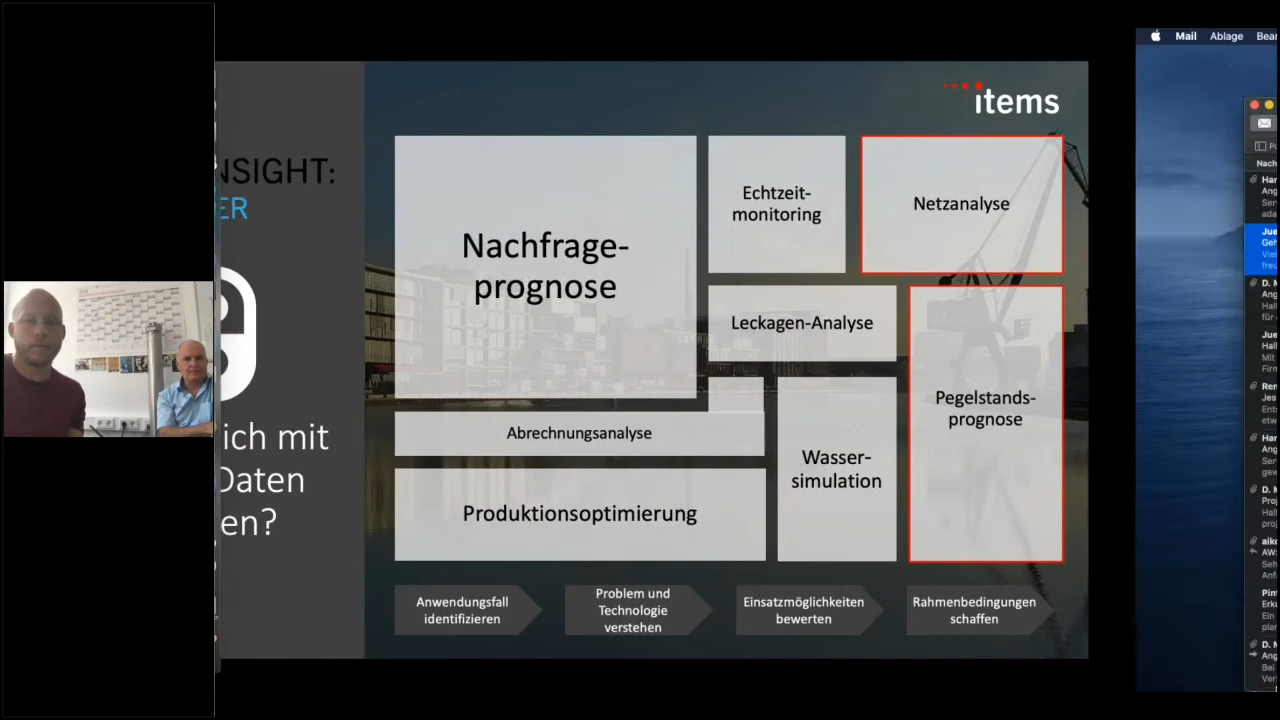 Mail Ablage
items
NSIGHT:
ER
ich mit
Daten
en?
Nachfrage-
prognose
Echtzeit-
monitoring
Netzanalyse
Leckagen-Analyse
Pegelstands-
prognose
Abrechnungsanalyse
Wasser-
simulation
Produktionsoptimierung
Anwendungsfall
identifizieren
Problem und
Technologie
verstehen
Einsatzmöglichkeiten
bewerten
Rahmenbedingungen
schaffen